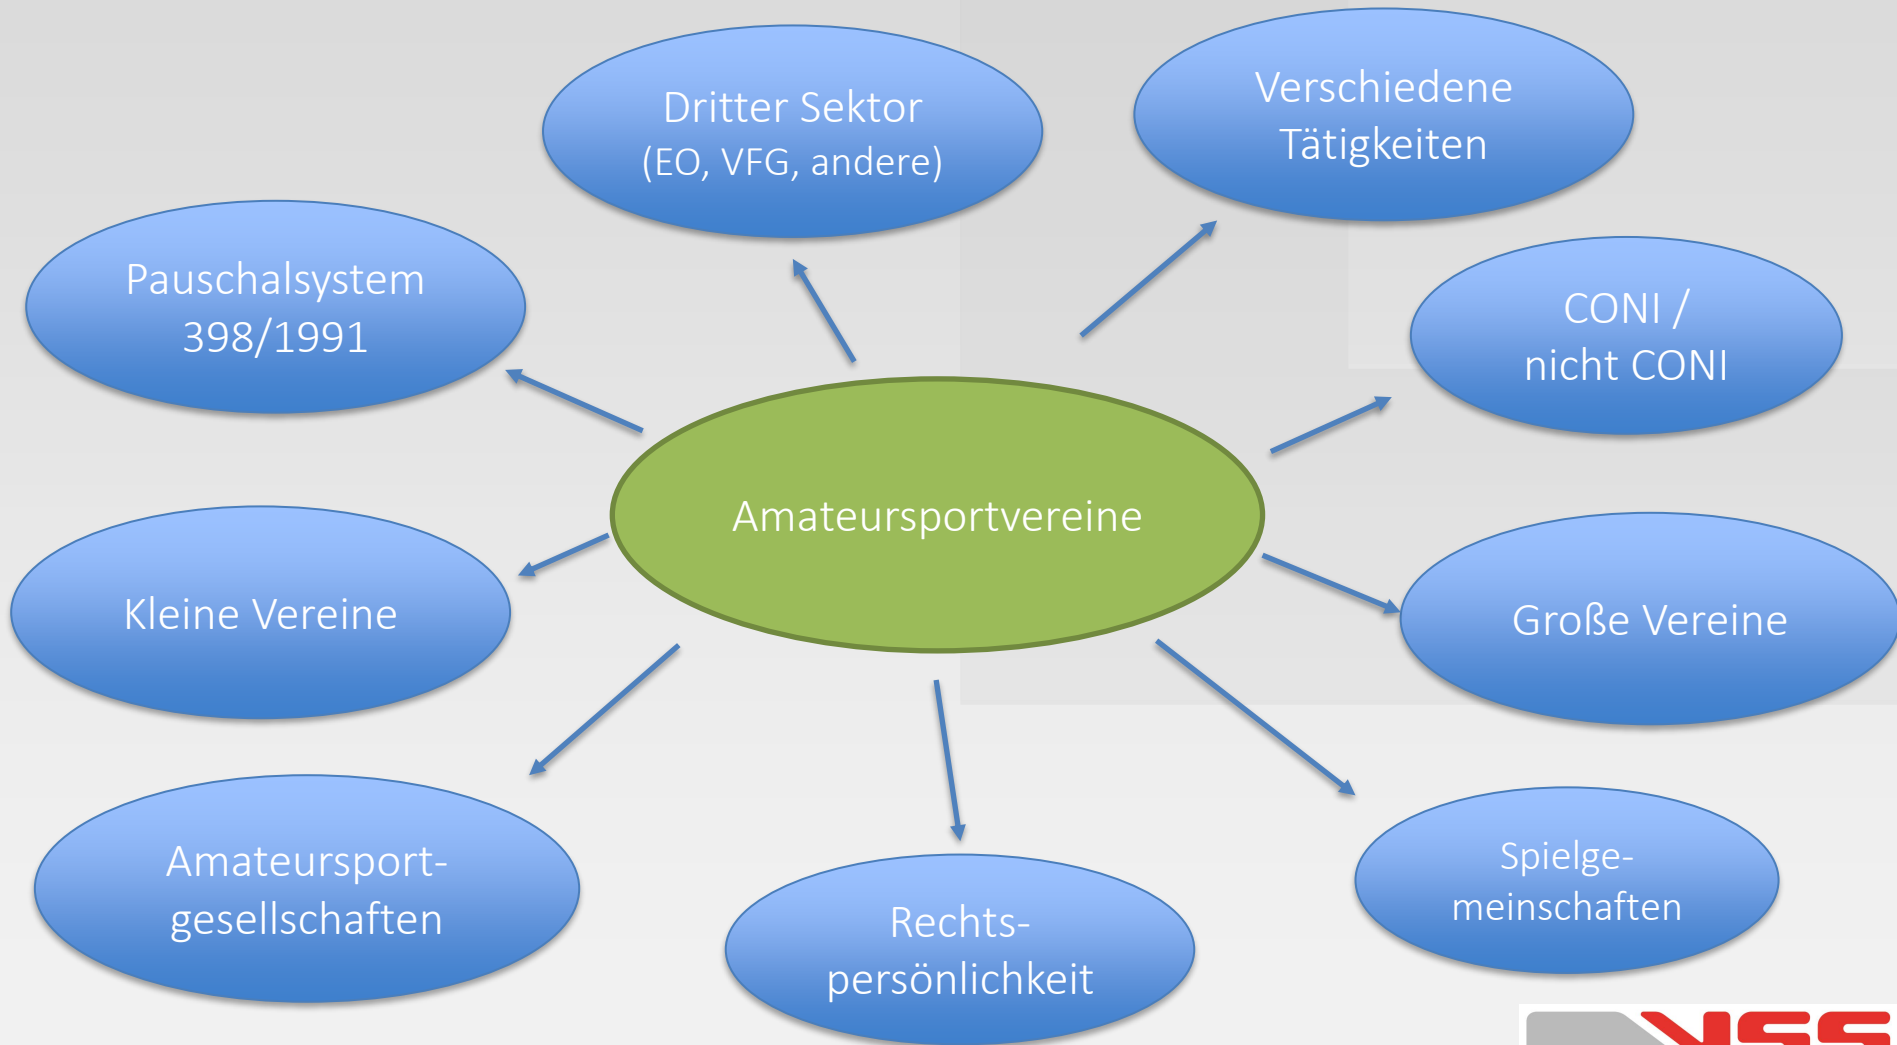 Dritter Sektor
(EO, VFG, andere)
Verschiedene
Tätigkeiten
Pauschalsystem
398/1991
CONI /
nicht CONI
Amateursportvereine
Kleine Vereine
Große Vereine
Amateursport-
gesellschaften
Rechts-
persönlichkeit
Spielge-
meinschaften
VSS